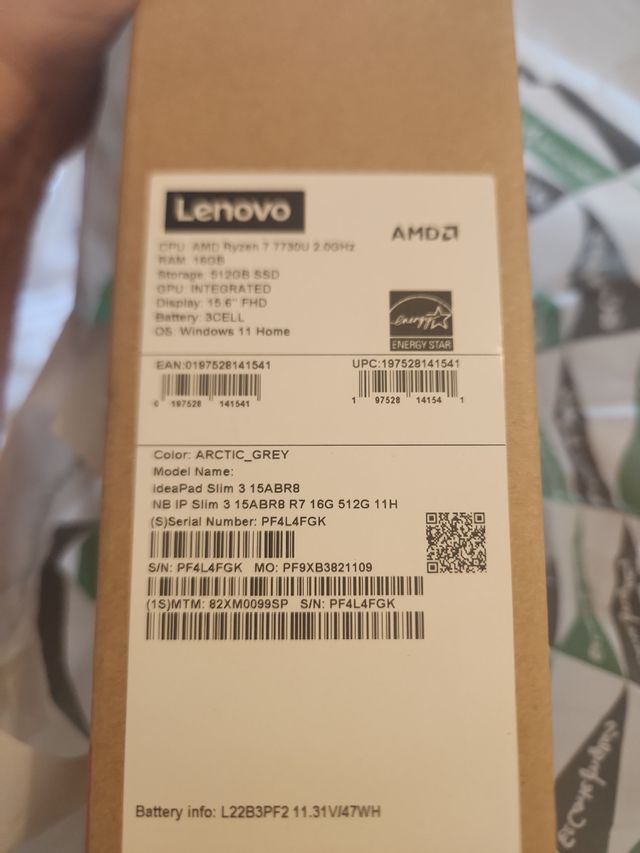 Lenovo
AMD
CPU: AMD Ryzen 7 7730U 2.0GHz
RAM: 16GB
Storage: 512GB SSD
GPU: INTEGRATED
Display: 15.6" FHD
Battery: 3CELL
OS: Windows 11 Home
energy
ENERGY STAR
EAN:0197528141541
UPC:197528141541
0 197528 141541
1 97528 14154 1
Color: ARCTIC_GREY
Model Name:
IdeaPad Slim 3 15ABR8
NB IP Slim 3 15ABR8 R7 16G 512G 11H
(S)Serial Number: PF4L4FGK
S/N: PF4L4FGK MO: PF9XB3821109
(1S)MTM: 82XM0099SP S/N: PF4L4FGK
Battery info: L22B3PF2 11.31V/47WH